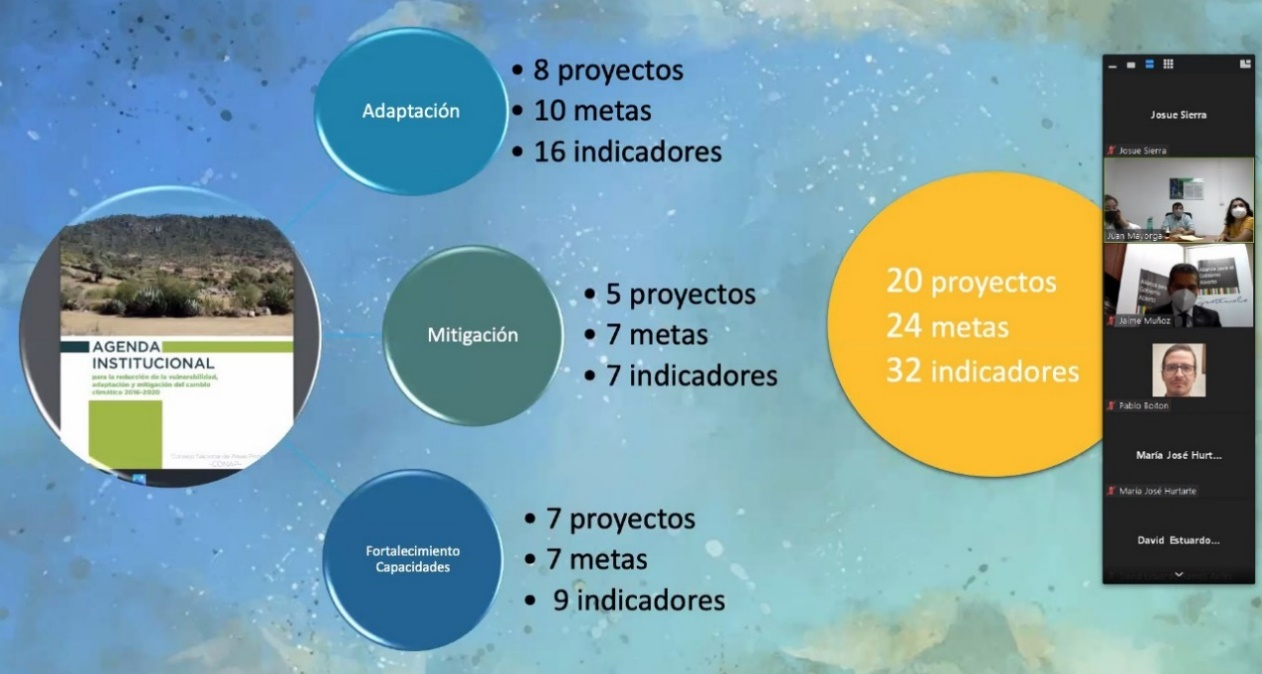 Adaptación
• 8 proyectos
• 10 metas
• 16 indicadores
AGENDA
INSTITUCIONAL
para la reducción de la vulnerabilidad,
adaptación y mitigación del cambio
climático 2016-2020
-CONAP-
Mitigación
• 5 proyectos
• 7 metas
• 7 indicadores
Fortalecimiento
Capacidades
• 7 proyectos
• 7 metas
• 9 indicadores
20 proyectos
24 metas
32 indicadores
Josue Sierra
Josue Sierra
Juan Mayorga
Jaime Muñoz
Pablo
María José Hurt...
María José Hurtarte
David Estuardo...